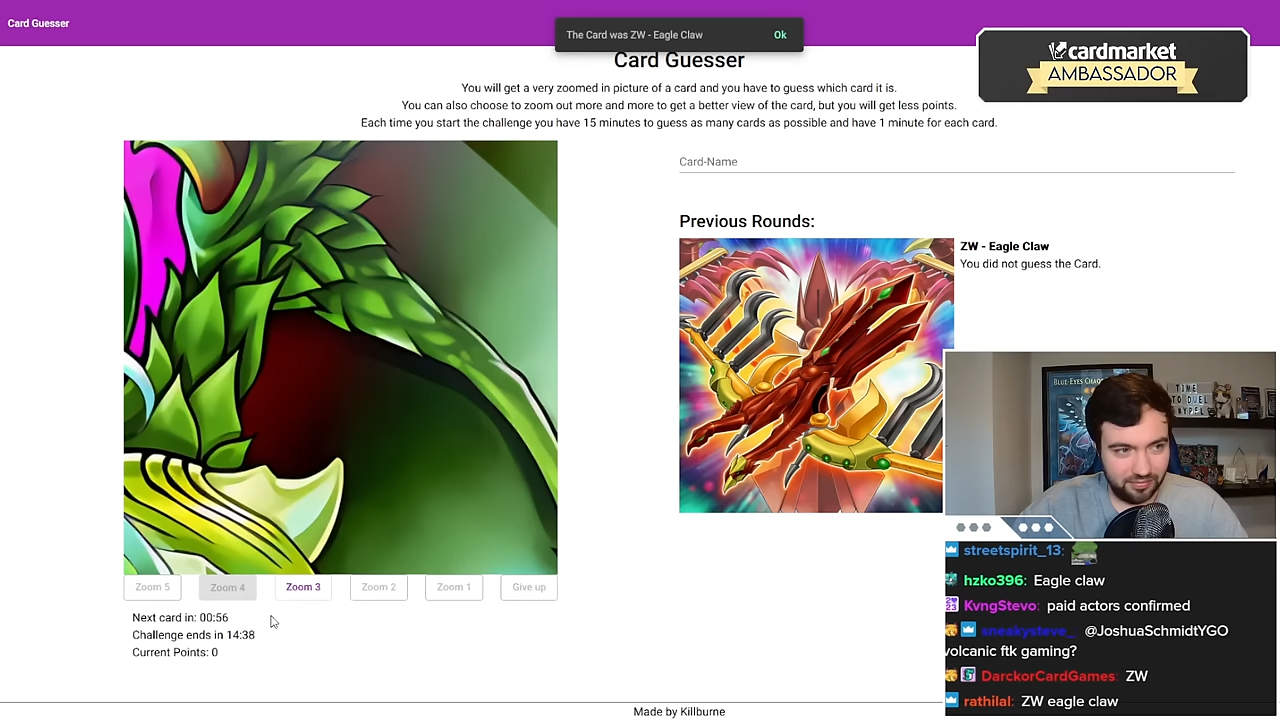 Card Guesser
The Card was ZW - Eagle Claw
Ok
Card Guesser
cardmarket
AMBASSADOR
You will get a very zoomed in picture of a card and you have to guess which card it is.
You can also choose to zoom out more and more to get a better view of the card, but you will get less points.
Each time you start the challenge you have 15 minutes to guess as many cards as possible and have 1 minute for each card.
Card-Name
Previous Rounds:
ZW - Eagle Claw
You did not guess the Card.
BLUE-EYES CHAO
TIME
TO DUEL
Zoom 5
Zoom 4
Zoom 3
Zoom 2
Zoom 1
Give up
Next card in: 00:56
Challenge ends in 14:38
Current Points: 0
streetspirit_13:
hzko396: Eagle claw
KvngStevo: paid actors confirmed
sneakysteve_ @JoshuaSchmidtYGO
volcanic ftk gaming?
DarckorCardGames: ZW
rathilal: ZW eagle claw
Made by Killburne